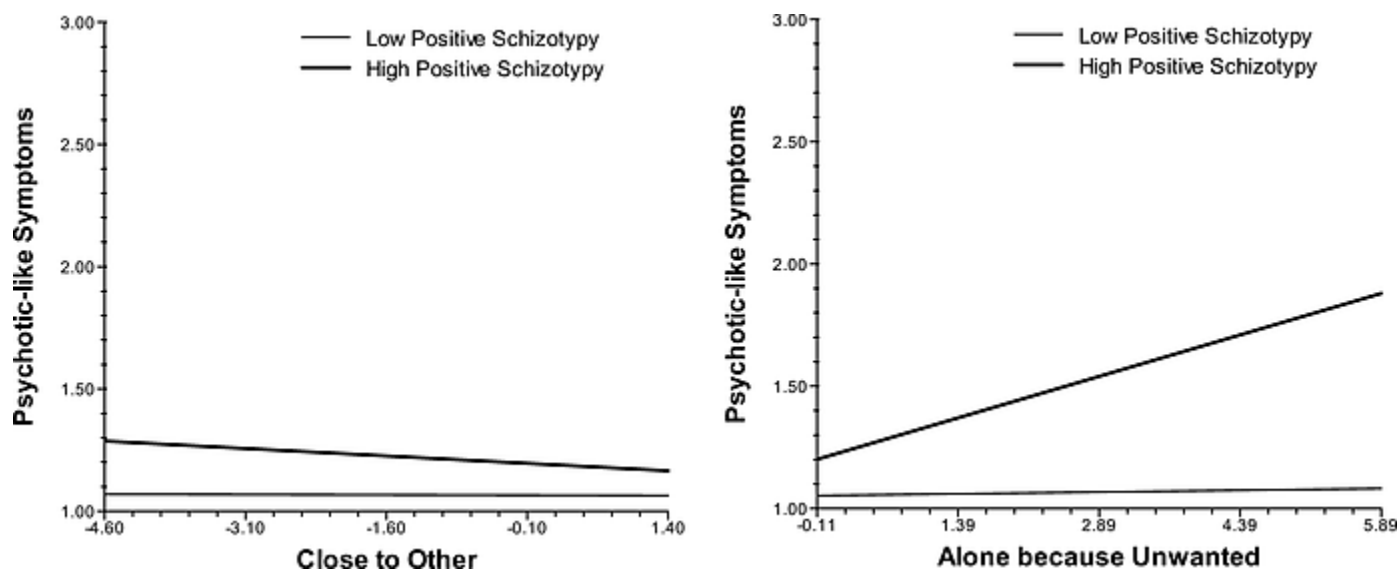 3.00
Low Positive Schizotypy
High Positive Schizotypy
2.50
2.00
1.50
1.00
Psychotic-like Symptoms
-4.60 -3.10 -1.60 -0.10 1.40
Close to Other
3.00
Low Positive Schizotypy
High Positive Schizotypy
2.50
2.00
1.50
1.00
Psychotic-like Symptoms
-0.11 1.39 2.89 4.39 5.89
Alone because Unwanted